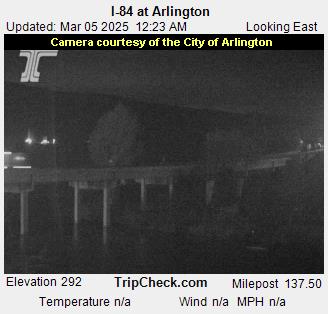 I-84 at Arlington
Updated: Mar 05 2025 12:23 AM Looking East
Camera courtesy of the City of Arlington
Elevation 292 TripCheck.com Milepost 137.50
Temperature n/a Wind n/a MPH n/a